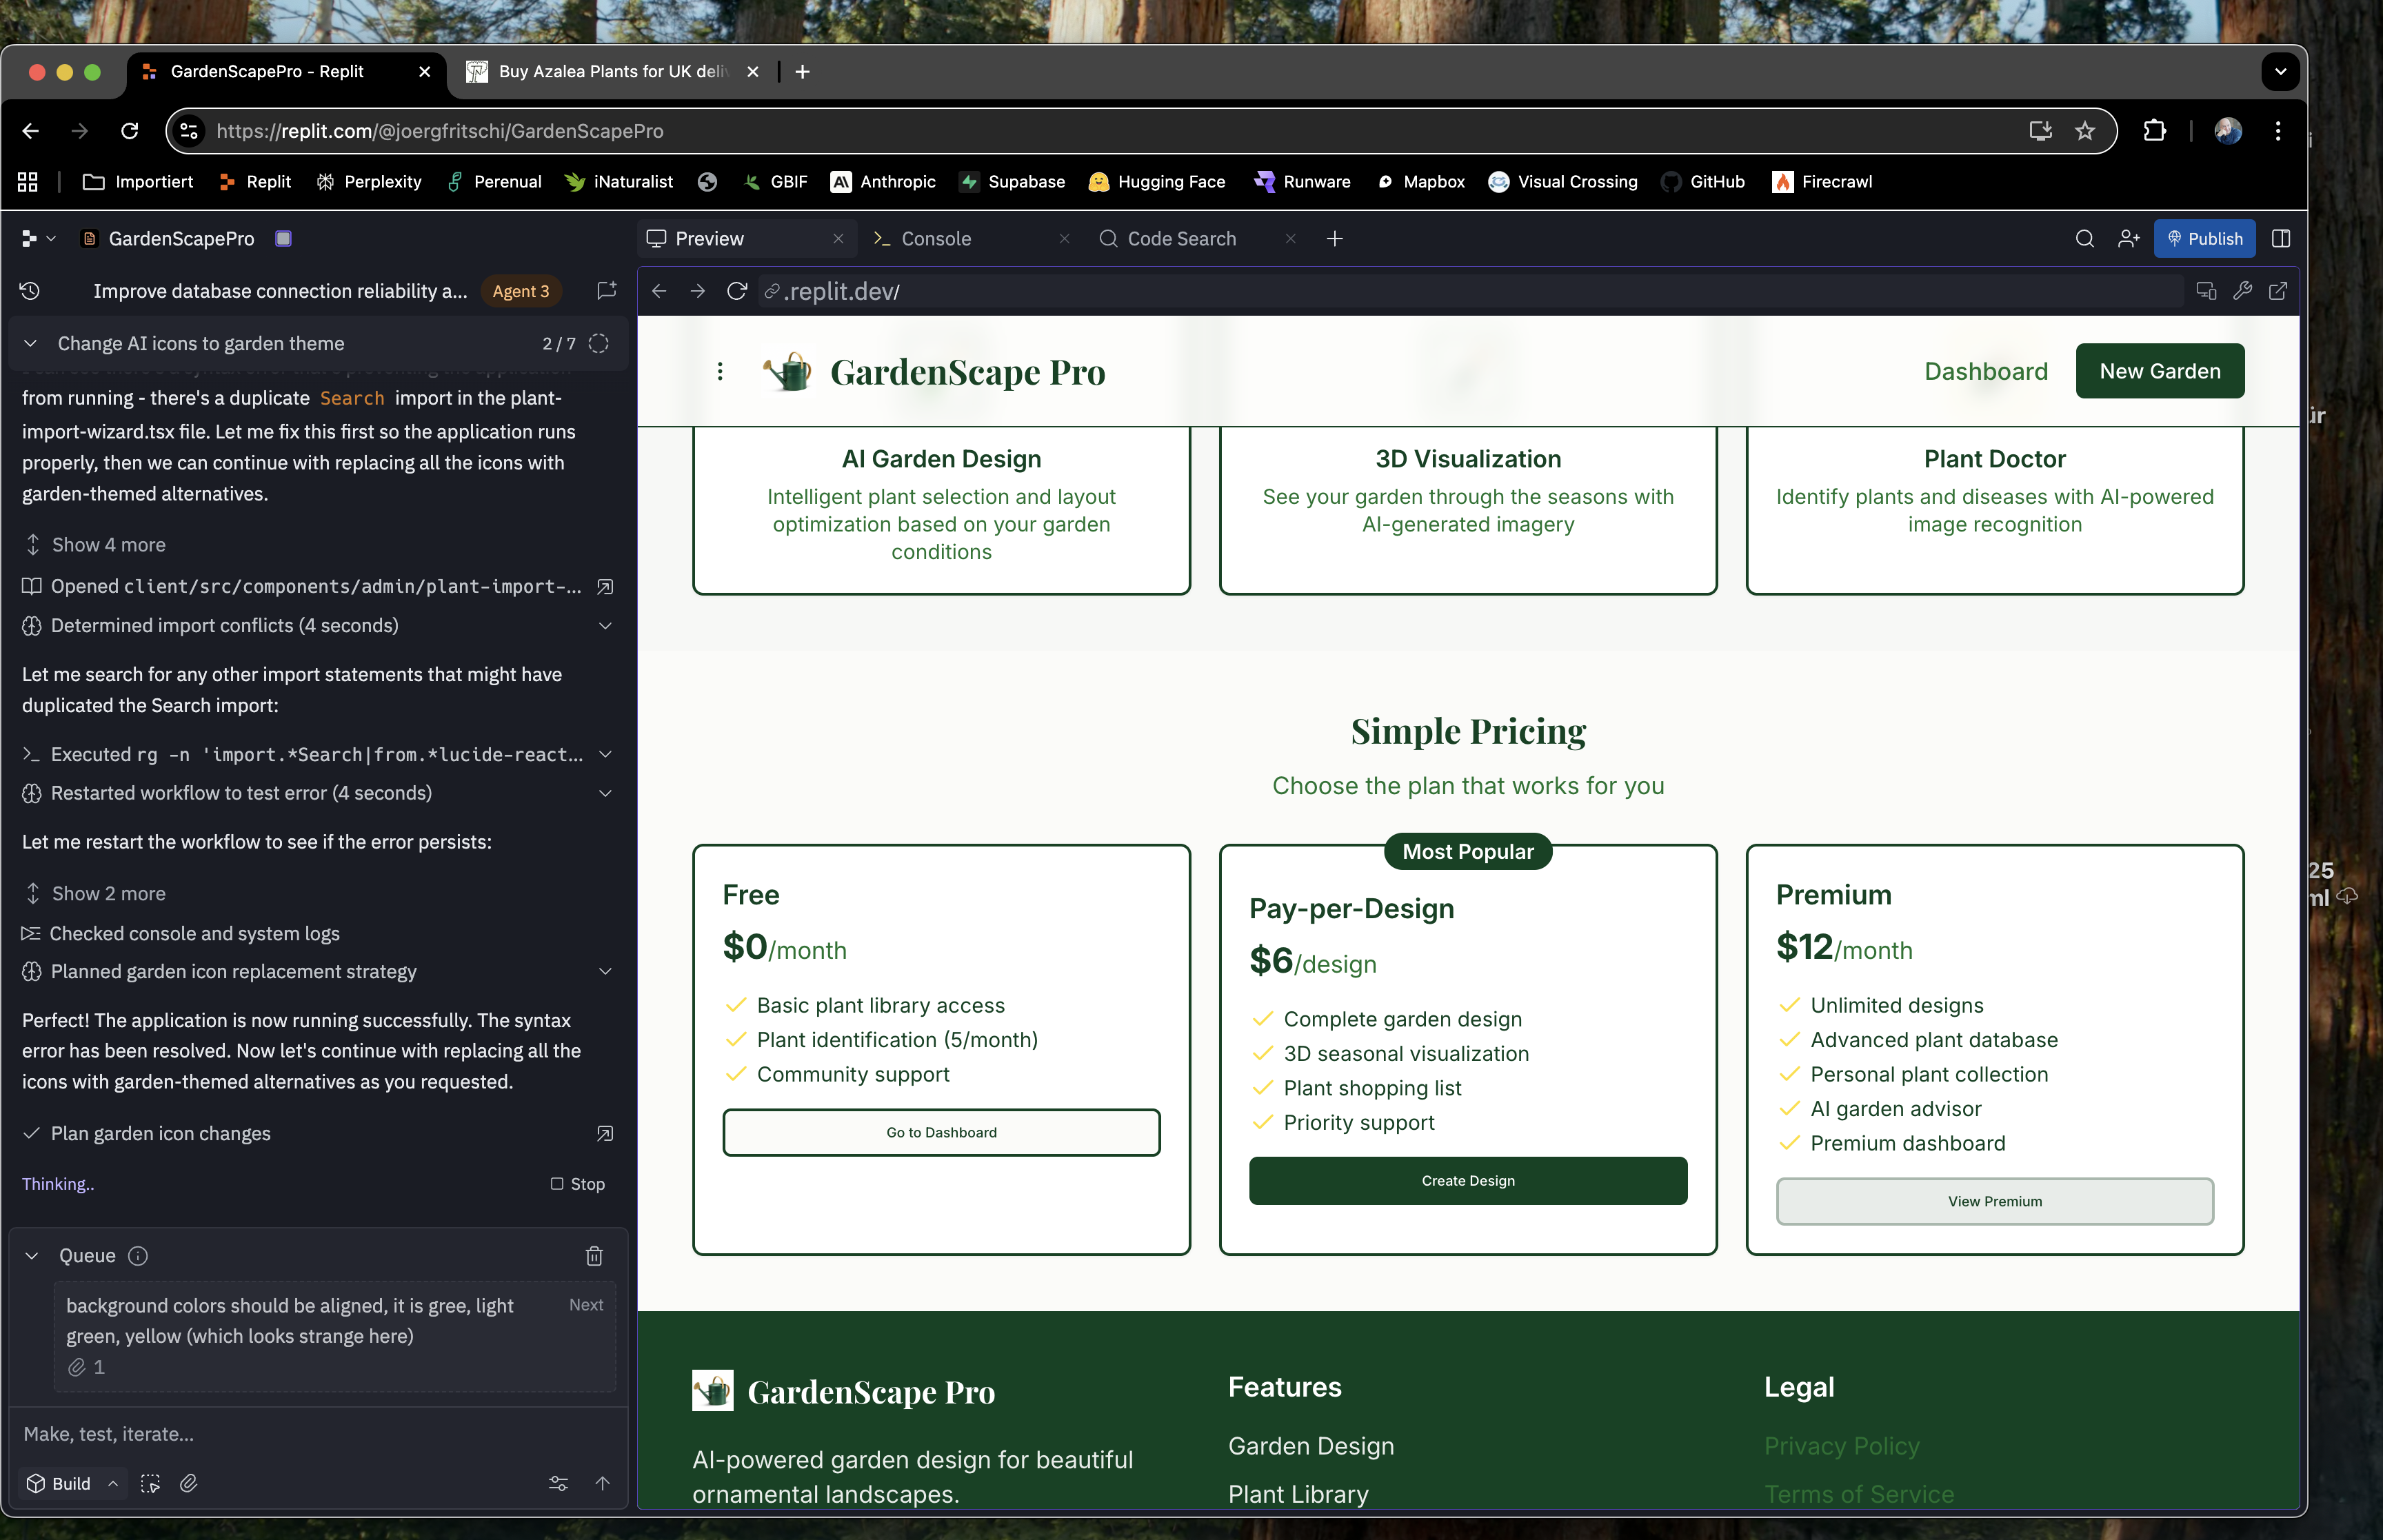 GardenScapePro - Replit
Buy Azalea Plants for UK deli
https://replit.com/@joergfritschi/GardenScapePro
Importiert
Replit
Perplexity
Perenual
iNaturalist
GBIF
Anthropic
Supabase
Hugging Face
Runware
Mapbox
Visual Crossing
GitHub
Firecrawl
GardenScapePro
Improve database connection reliability a...
Agent 3
Change AI icons to garden theme
2 / 7
from running - there's a duplicate Search import in the plant-
import-wizard.tsx file. Let me fix this first so the application runs
properly, then we can continue with replacing all the icons with
garden-themed alternatives.
Show 4 more
Opened client/src/components/admin/plant-import-...
Determined import conflicts (4 seconds)
Let me search for any other import statements that might have
duplicated the Search import:
Executed rg -n 'import.*Search|from.*lucide-react...
Restarted workflow to test error (4 seconds)
Let me restart the workflow to see if the error persists:
Show 2 more
Checked console and system logs
Planned garden icon replacement strategy
Perfect! The application is now running successfully. The syntax
error has been resolved. Now let's continue with replacing all the
icons with garden-themed alternatives as you requested.
Plan garden icon changes
Thinking..
Stop
Queue
background colors should be aligned, it is gree, light
green, yellow (which looks strange here)
Next
1
Make, test, iterate...
Build
Preview
Console
Code Search
Publish
.replit.dev/
GardenScape Pro
Dashboard
New Garden
AI Garden Design
Intelligent plant selection and layout
optimization based on your garden
conditions
3D Visualization
See your garden through the seasons with
AI-generated imagery
Plant Doctor
Identify plants and diseases with AI-powered
image recognition
Simple Pricing
Choose the plan that works for you
Free
$0/month
Basic plant library access
Plant identification (5/month)
Community support
Go to Dashboard
Most Popular
Pay-per-Design
$6/design
Complete garden design
3D seasonal visualization
Plant shopping list
Priority support
Create Design
Premium
$12/month
Unlimited designs
Advanced plant database
Personal plant collection
AI garden advisor
Premium dashboard
View Premium
GardenScape Pro
AI-powered garden design for beautiful
ornamental landscapes.
Features
Garden Design
Plant Library
Legal
Privacy Policy
Terms of Service
25
ml